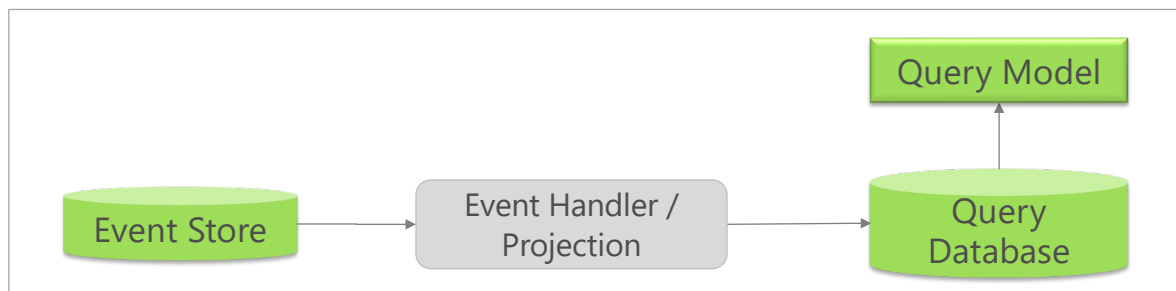 Query Model
Event Store
Event Handler /
Projection
Query
Database